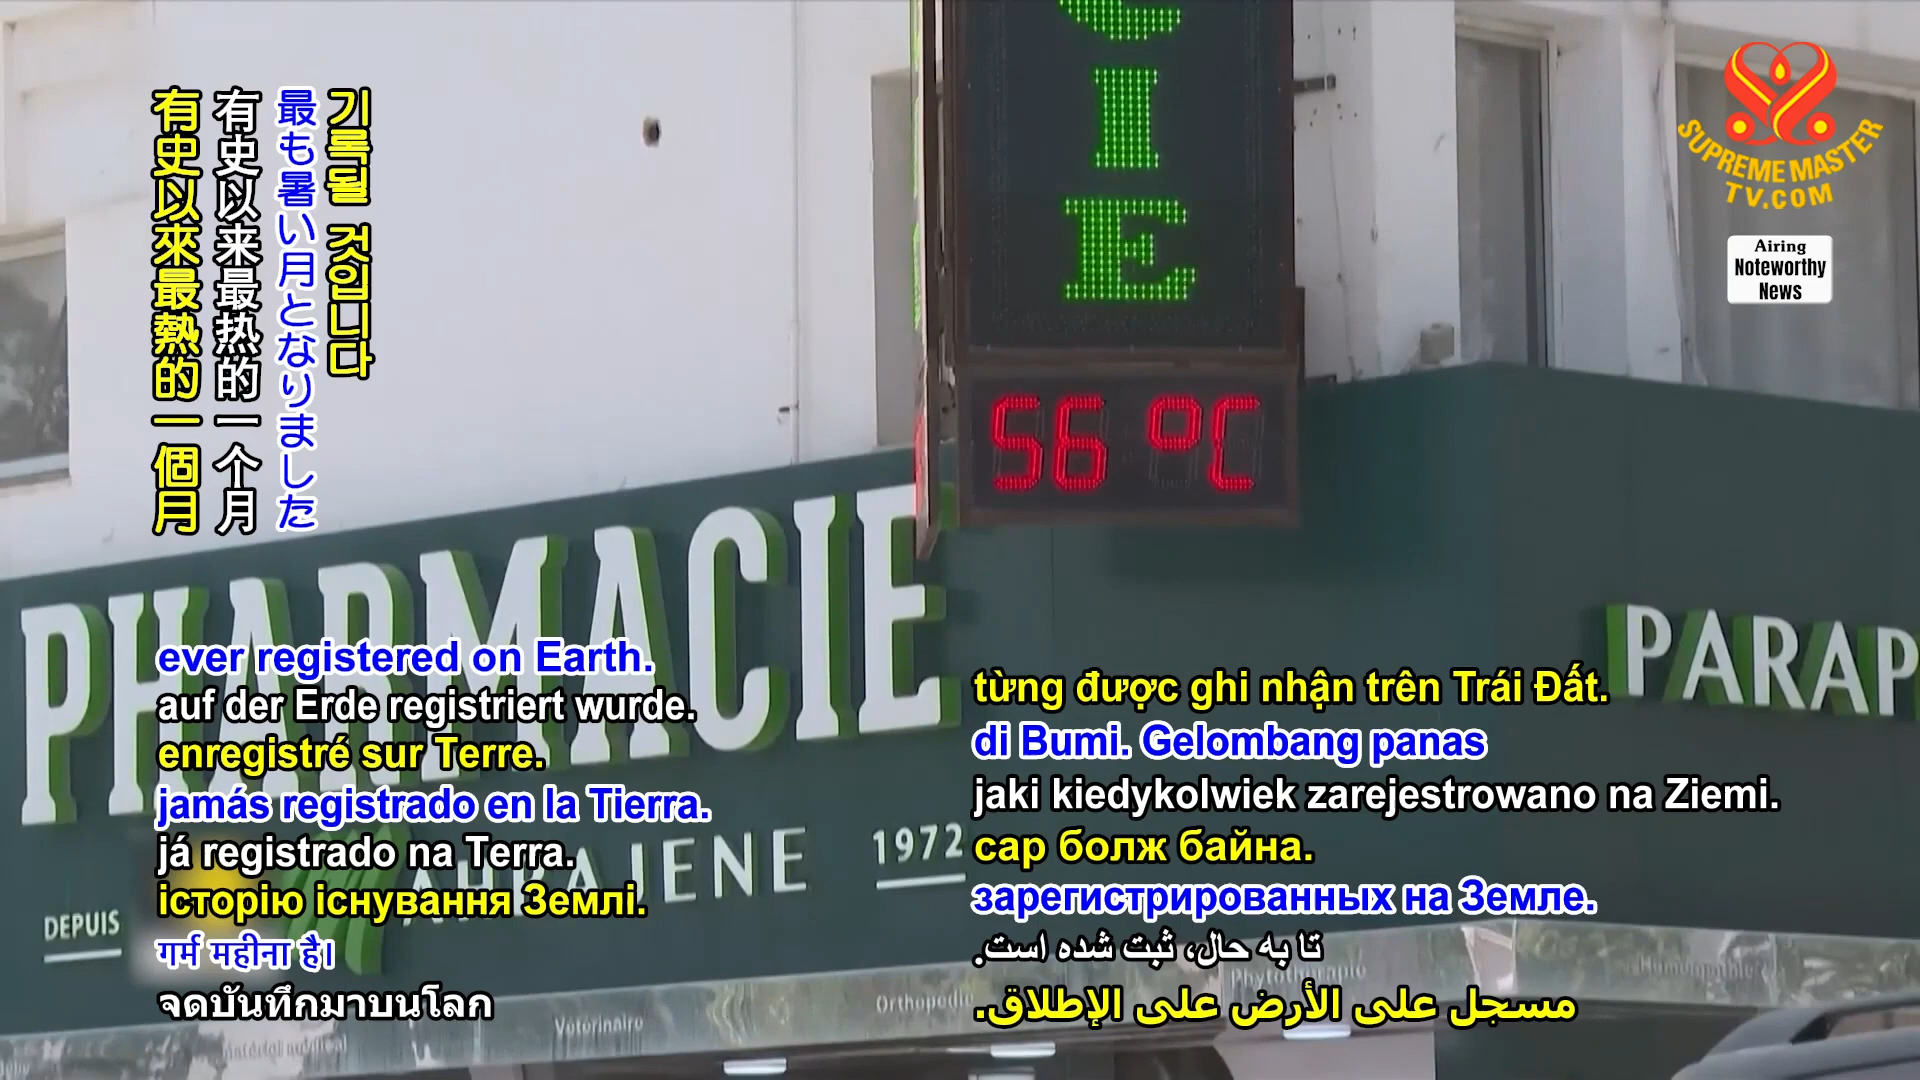 有史以來最熱的一個月
有史以来最热的一个月
最も暑い月となりました
기록될 것입니다
CIE
56 °C
SUPREME MASTER
TV.COM
Airing
Noteworthy
News
PHARMACIE
PARAP
JENE
1972
DEPUIS
ever registered on Earth.
auf der Erde registriert wurde.
enregistré sur Terre.
jamás registrado en la Tierra.
já registrado na Terra.
історію існування Землі.
गर्म महीना है।
จดบันทึกมาบนโลก
từng được ghi nhận trên Trái Đất.
di Bumi. Gelombang panas
jaki kiedykolwiek zarejestrowano na Ziemi.
сар болж байна.
зарегистрированных на Земле.
تا به حال، ثبت شده است.
مسجل على الأرض على الإطلاق.
Vétérinaire
Orthopédie
Phytothérapie
Homéopathie